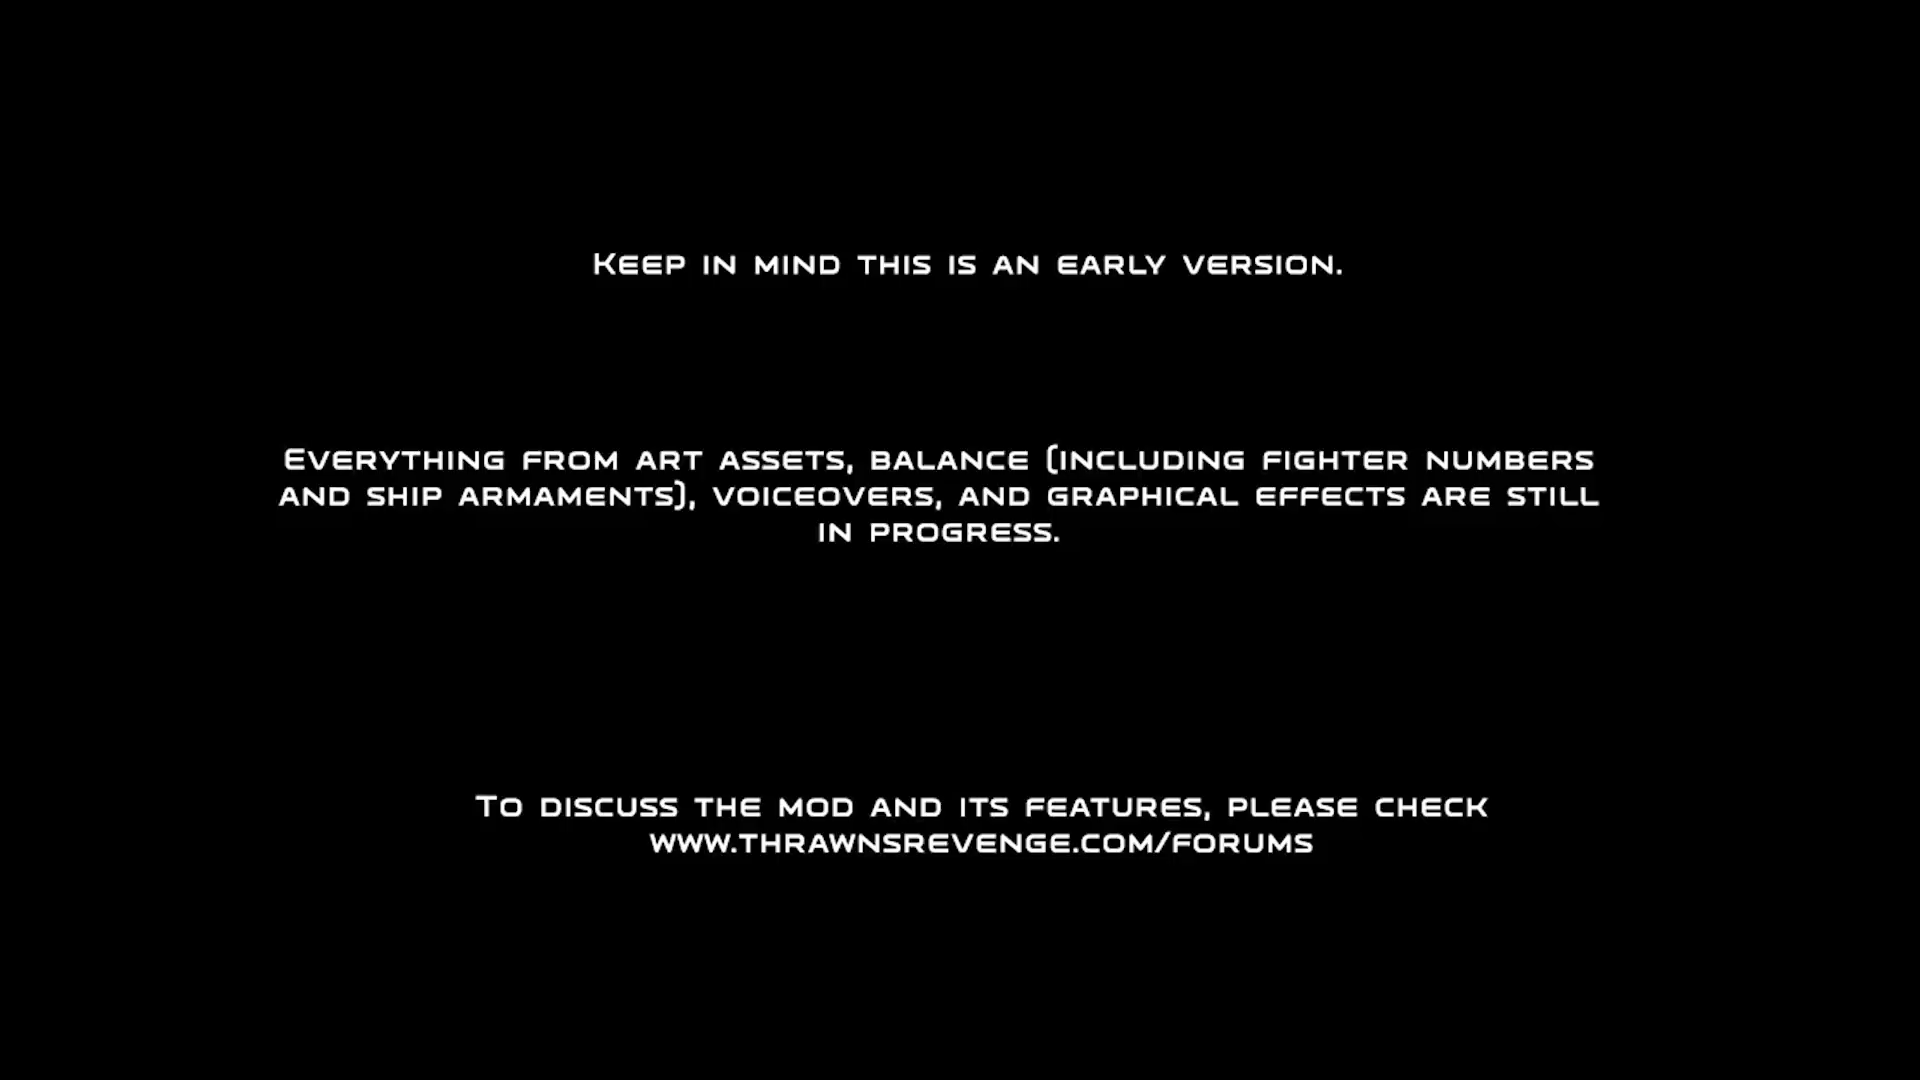 Keep in mind this is an early version.
Everything from art assets, balance (including fighter numbers
and ship armaments), voiceovers, and graphical effects are still
in progress.
To discuss the mod and its features, please check
www.thrawnsrevenge.com/forums